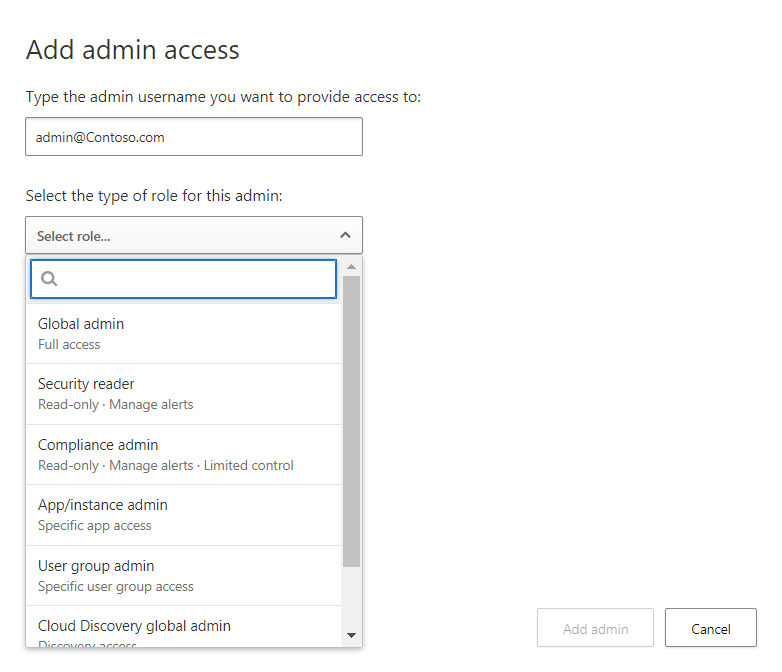 Add admin access
Type the admin username you want to provide access to:
admin@Contoso.com
Select the type of role for this admin:
Select role...
Global admin
Full access
Security reader
Read-only · Manage alerts
Compliance admin
Read-only · Manage alerts · Limited control
App/instance admin
Specific app access
User group admin
Specific user group access
Cloud Discovery global admin
Discovery access
Add admin
Cancel